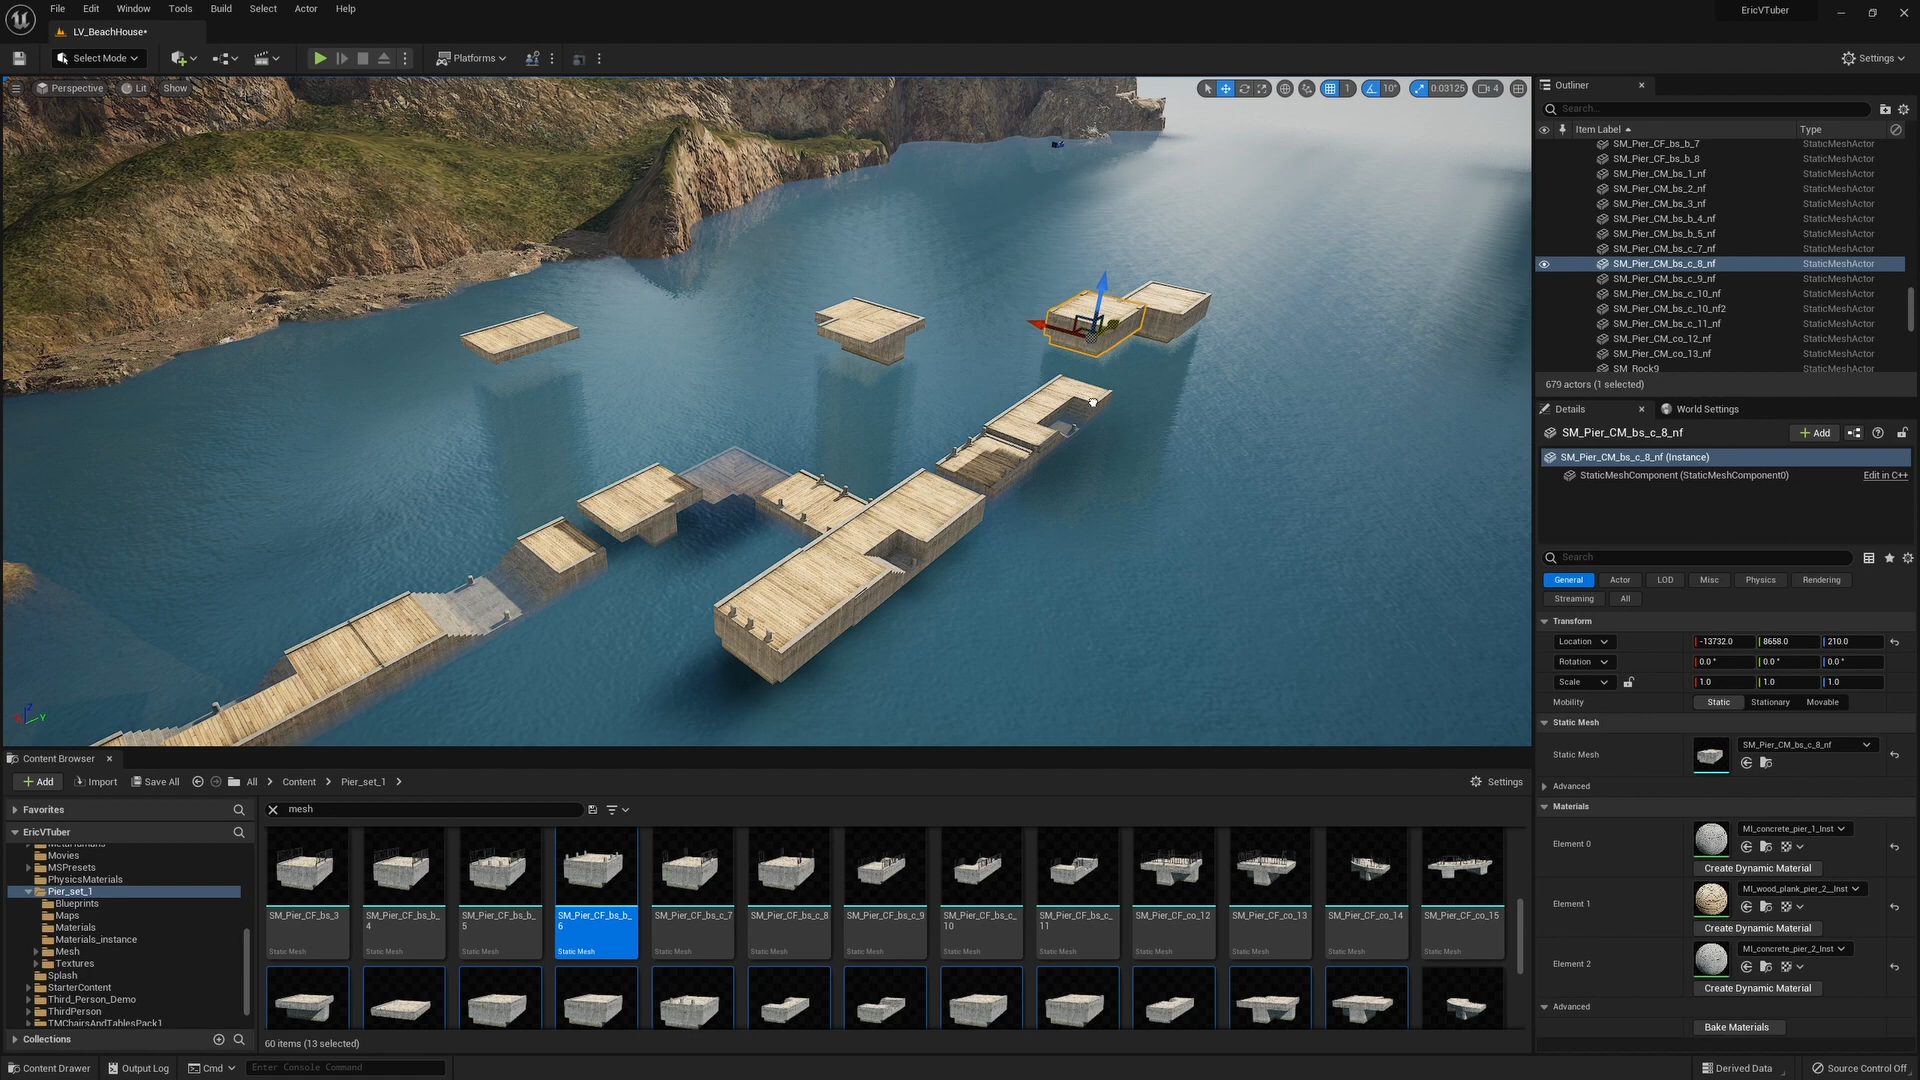 File Edit Window Tools Build Select Actor Help
EricVTuber
LV_BeachHouse*
Select Mode
Platforms
Settings
Perspective Lit Show
1 10° 0.03125 4
Outliner
Search...
Item Label Type
SM_Pier_CF_bs_b_7 StaticMeshActor
SM_Pier_CF_bs_b_8 StaticMeshActor
SM_Pier_CM_bs_1_nf StaticMeshActor
SM_Pier_CM_bs_2_nf StaticMeshActor
SM_Pier_CM_bs_3_nf StaticMeshActor
SM_Pier_CM_bs_b_4_nf StaticMeshActor
SM_Pier_CM_bs_b_5_nf StaticMeshActor
SM_Pier_CM_bs_c_7_nf StaticMeshActor
SM_Pier_CM_bs_c_8_nf StaticMeshActor
SM_Pier_CM_bs_c_9_nf StaticMeshActor
SM_Pier_CM_bs_c_10_nf StaticMeshActor
SM_Pier_CM_bs_c_10_nf2 StaticMeshActor
SM_Pier_CM_bs_c_11_nf StaticMeshActor
SM_Pier_CM_co_12_nf StaticMeshActor
SM_Pier_CM_co_13_nf StaticMeshActor
SM_Rock9 StaticMeshActor
679 actors (1 selected)
Details World Settings
SM_Pier_CM_bs_c_8_nf
Add
SM_Pier_CM_bs_c_8_nf (Instance)
StaticMeshComponent (StaticMeshComponent0) Edit in C++
Search
General Actor LOD Misc Physics Rendering
Streaming All
Transform
Location -13732.0 8658.0 210.0
Rotation 0.0° 0.0° 0.0°
Scale 1.0 1.0 1.0
Mobility Static Stationary Movable
Static Mesh
Static Mesh SM_Pier_CM_bs_c_8_nf
Advanced
Materials
Element 0 MI_concrete_pier_1_Inst
Create Dynamic Material
Element 1 MI_wood_plank_pier_2__Inst
Create Dynamic Material
Element 2 MI_concrete_pier_2_Inst
Create Dynamic Material
Advanced
Bake Materials
X Y Z
Content Browser
Add Import Save All All Content Pier_set_1 Settings
Favorites
EricVTuber
MetaHumans
Movies
MSPresets
PhysicsMaterials
Pier_set_1
Blueprints
Maps
Materials
Materials_instance
Mesh
Textures
Splash
StarterContent
Third_Person_Demo
ThirdPerson
TMChairsAndTablesPack1
Collections
mesh
SM_Pier_CF_bs_3 Static Mesh
SM_Pier_CF_bs_b_4 Static Mesh
SM_Pier_CF_bs_b_5 Static Mesh
SM_Pier_CF_bs_b_6 Static Mesh
SM_Pier_CF_bs_c_7 Static Mesh
SM_Pier_CF_bs_c_8 Static Mesh
SM_Pier_CF_bs_c_9 Static Mesh
SM_Pier_CF_bs_c_10 Static Mesh
SM_Pier_CF_bs_c_11 Static Mesh
SM_Pier_CF_co_12 Static Mesh
SM_Pier_CF_co_13 Static Mesh
SM_Pier_CF_co_14 Static Mesh
SM_Pier_CF_co_15 Static Mesh
60 items (13 selected)
Content Drawer Output Log Cmd Enter Console Command Derived Data Source Control Off